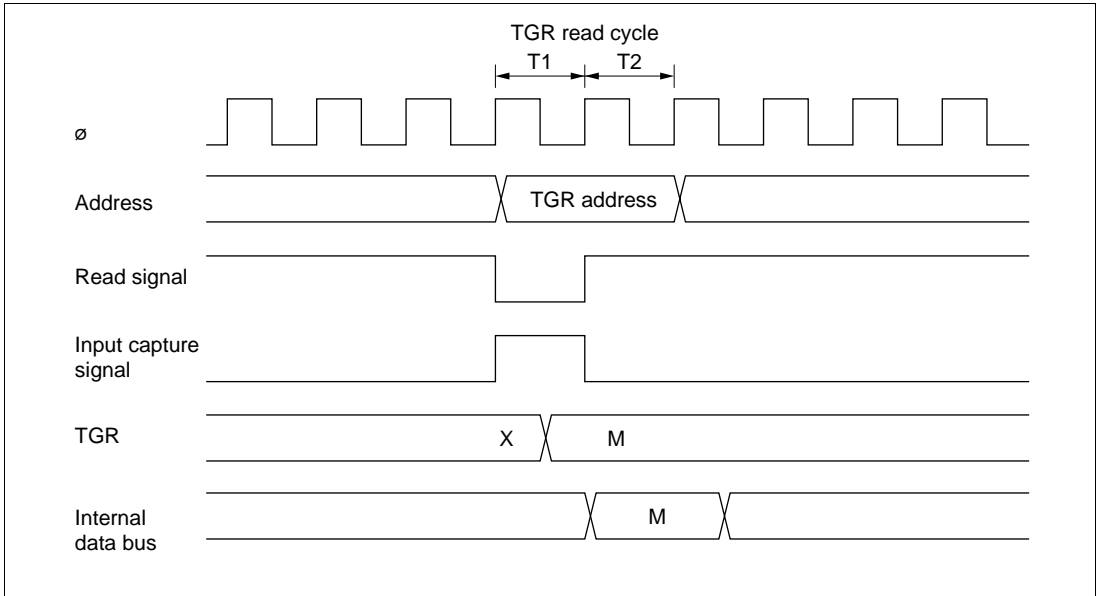 TGR read cycle
T1 T2
ø
Address
TGR address
Read signal
Input capture
signal
TGR
X M
Internal
data bus
M